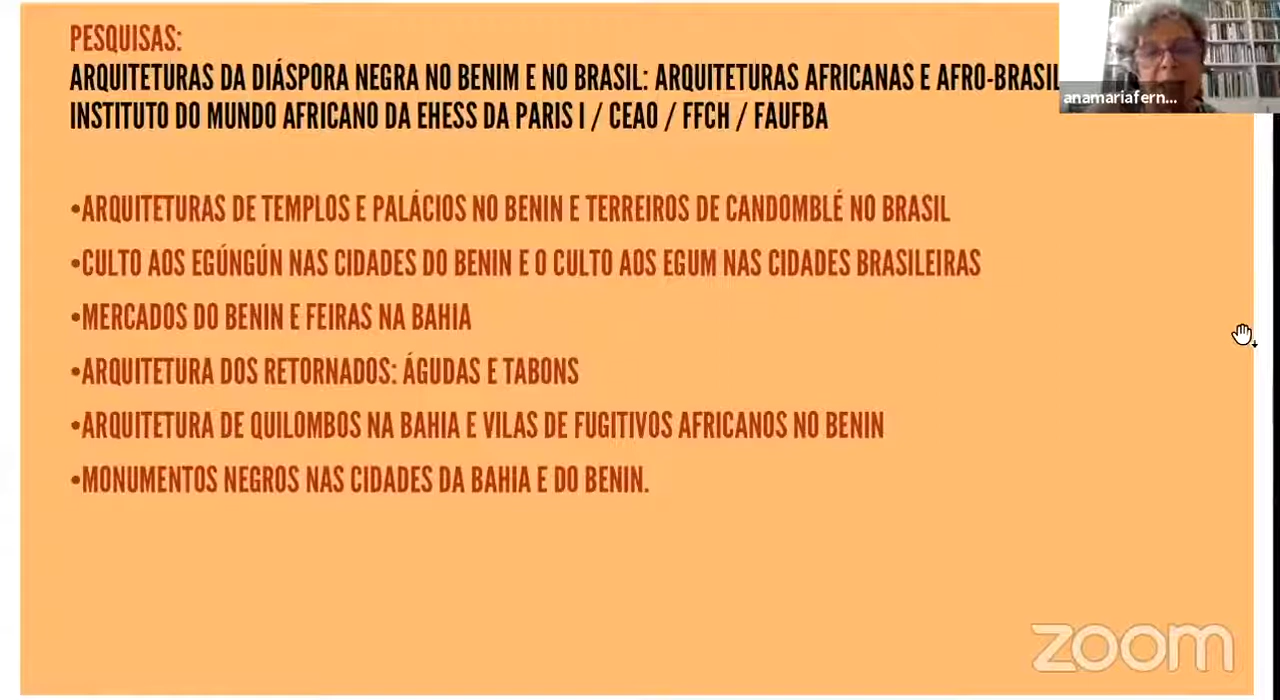 PESQUISAS:
ARQUITETURAS DA DIÁSPORA NEGRA NO BENIM E NO BRASIL: ARQUITETURAS AFRICANAS E AFRO-BRASIL
INSTITUTO DO MUNDO AFRICANO DA EHESS DA PARIS I / CEAO / FFCH / FAUFBA
anamariafern...
•ARQUITETURAS DE TEMPLOS E PALÁCIOS NO BENIN E TERREIROS DE CANDOMBLÉ NO BRASIL
•CULTO AOS EGÚNGÚN NAS CIDADES DO BENIN E O CULTO AOS EGUM NAS CIDADES BRASILEIRAS
•MERCADOS DO BENIN E FEIRAS NA BAHIA
•ARQUITETURA DOS RETORNADOS: ÁGUDAS E TABONS
•ARQUITETURA DE QUILOMBOS NA BAHIA E VILAS DE FUGITIVOS AFRICANOS NO BENIN
•MONUMENTOS NEGROS NAS CIDADES DA BAHIA E DO BENIN.
zoom